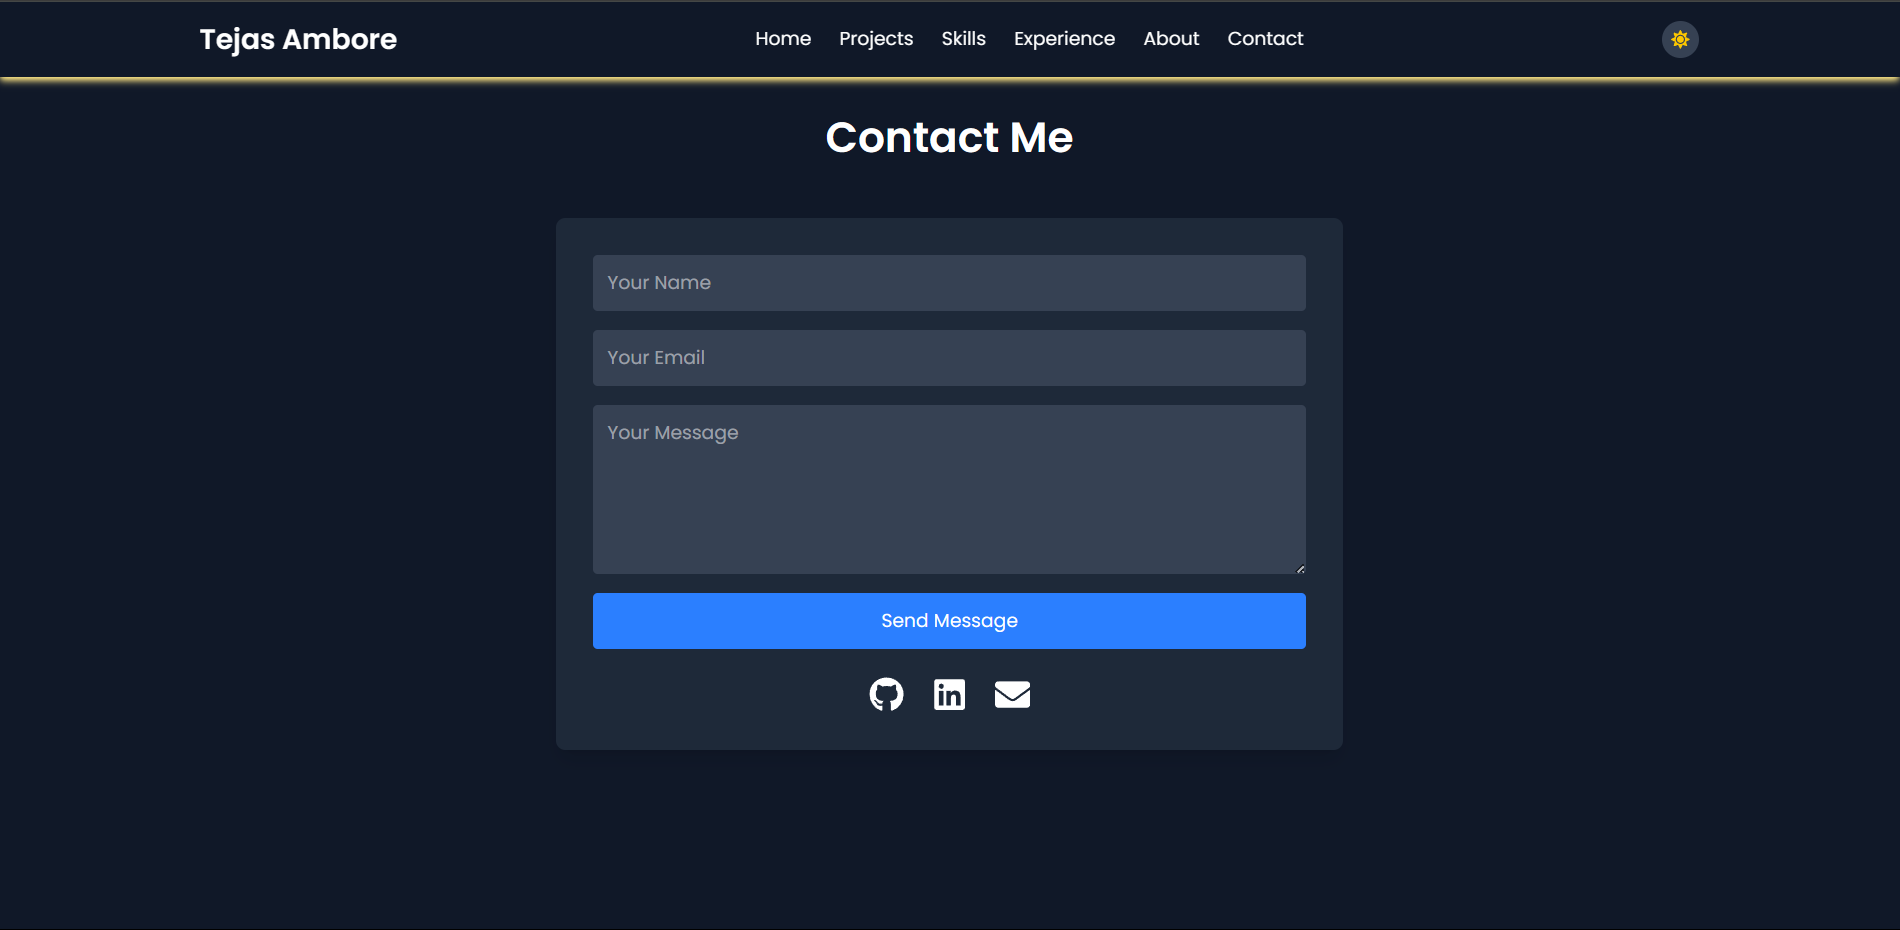 Tejas Ambore
Home Projects Skills Experience About Contact
Contact Me
Your Name
Your Email
Your Message
Send Message